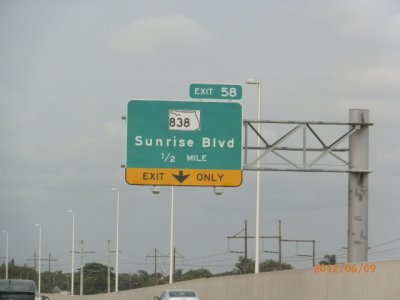 EXIT 58
838
Sunrise Blvd
1/2 MILE
EXIT ONLY
2012/06/09